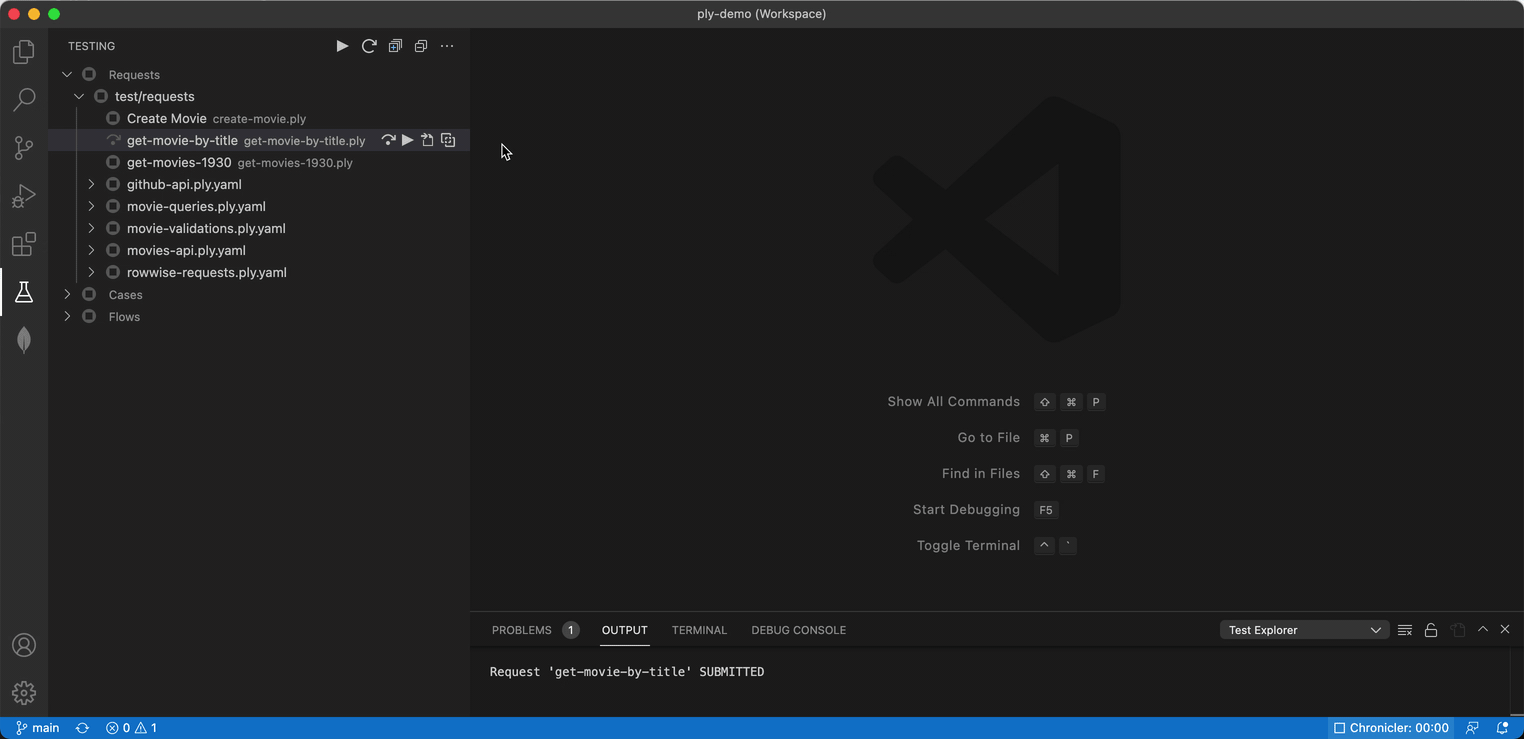 ply-demo (Workspace)
TESTING
Requests
test/requests
Create Movie create-movie.ply
get-movie-by-title get-movie-by-title.ply
get-movies-1930 get-movies-1930.ply
github-api.ply.yaml
movie-queries.ply.yaml
movie-validations.ply.yaml
movies-api.ply.yaml
rowwise-requests.ply.yaml
Cases
Flows
Show All Commands ⇧ ⌘ P
Go to File ⌘ P
Find in Files ⇧ ⌘ F
Start Debugging F5
Toggle Terminal ^ `
PROBLEMS 1 OUTPUT TERMINAL DEBUG CONSOLE Test Explorer
Request 'get-movie-by-title' SUBMITTED
main 0 1 Chronicler: 00:00